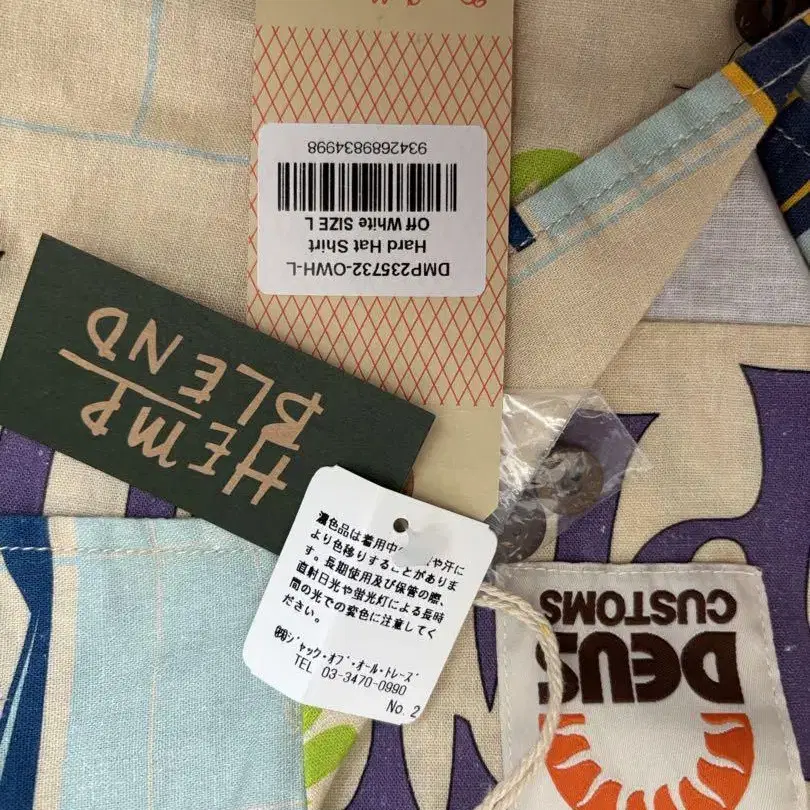 DMP235732-OWH-L
Hard Hat Shirt
Off White SIZE L
9342689834998
HEMP
BLEND
濃色品は着用中の や汗に
より色移りすることがありま
す。長期使用及び保管の際、
直射日光や蛍光灯による長時
間の光での変色に注意してく
ださい。
㈱ジャック・オブ・オール・トレーズ
TEL 03-3470-0990
No. 2
DEUS
CUSTOMS